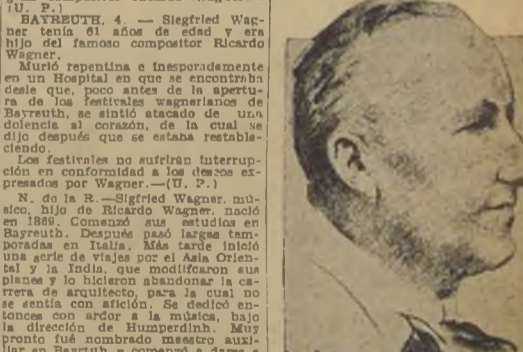 (U. P.)
BAYREUTH, 4. — Siegfried Wag-
ner tenía 61 años de edad y era
hijo del famoso compositor Ricardo
Wagner.
Murió repentina e inesperadamente
en un Hospital en que se encontraba
desde que, poco antes de la apertu-
ra de los festivales wagnerianos de
Bayreuth, se sintió atacado de una
dolencia al corazón, de la cual se
dijo después que se estaba restable-
ciendo.
Los festivales no sufrirán interrup-
ción en conformidad a los deseos ex-
presados por Wagner.—(U. P.)
N. de la R.—Sigfried Wagner, mú-
sico, hijo de Ricardo Wagner, nació
en 1889. Comenzó sus estudios en
Bayreuth. Después pasó largas tem-
poradas en Italia. Más tarde inició
una serie de viajes por el Asia Orien-
tal y la India, que modificaron sus
planes y lo hicieron abandonar la ca-
rrera de arquitecto, para la cual no
se sentía con afición. Se dedicó en-
tonces con ardor a la música, bajo
la dirección de Humperdinh. Muy
pronto fué nombrado maestro auxi-